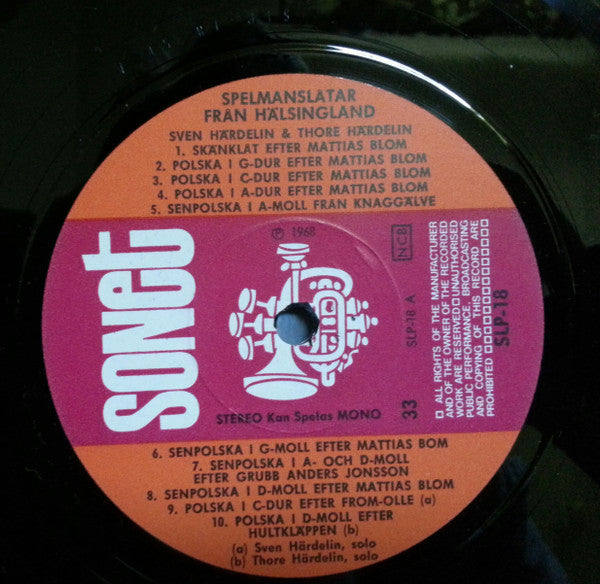 SPELMANSLÅTAR
FRÅN HÄLSINGLAND
SVEN HÄRDELIN & THORE HÄRDELIN
1. SKÄNKLÅT EFTER MATTIAS BLOM
2. POLSKA I G-DUR EFTER MATTIAS BLOM
3. POLSKA I C-DUR EFTER MATTIAS BLOM
4. POLSKA I A-DUR EFTER MATTIAS BLOM
5. SENPOLSKA I A-MOLL FRÅN KNAGGÄLVE
sonet
Ⓟ 1968
NCB
SLP-18 A
STEREO Kan Spelas MONO
33
□ ALL RIGHTS OF THE MANUFACTURER
AND OF THE OWNER OF THE RECORDED
WORK ARE RESERVED □ UNAUTHORISED
PUBLIC PERFORMANCE, BROADCASTING
AND COPYING OF THIS RECORD ARE
PROHIBITED
SLP-18
6. SENPOLSKA I G-MOLL EFTER MATTIAS BOM
7. SENPOLSKA I A- OCH D-MOLL
EFTER GRUBB ANDERS JONSSON
8. SENPOLSKA I D-MOLL EFTER MATTIAS BLOM
9. POLSKA I C-DUR EFTER FROM-OLLE (a)
10. POLSKA I D-MOLL EFTER
HULTKLÄPPEN (b)
(a) Sven Härdelin, solo
(b) Thore Härdelin, solo